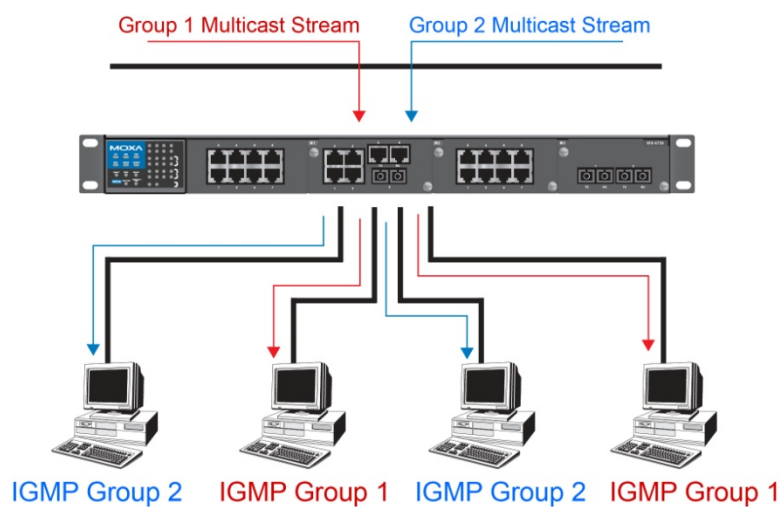 Group 1 Multicast Stream
Group 2 Multicast Stream
MOXA
IGMP Group 2
IGMP Group 1
IGMP Group 2
IGMP Group 1